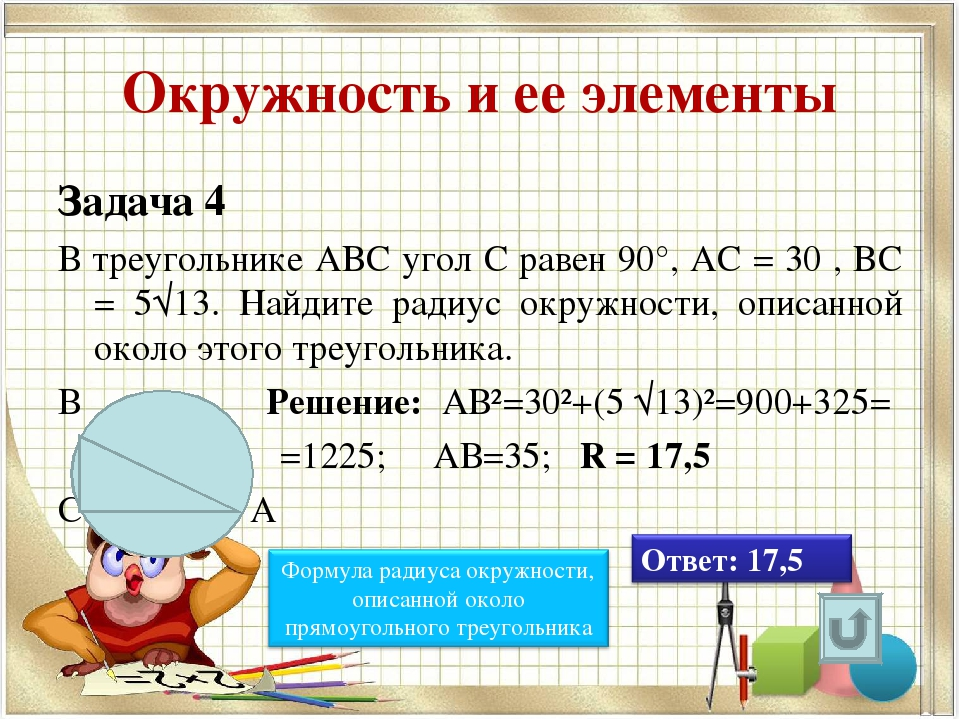 Окружность и ее элементы
Задача 4
В треугольнике АВС угол С равен 90°, АС = 30 , ВС
= 5√13. Найдите радиус окружности, описанной
около этого треугольника.
В Решение: АВ²=30²+(5 √13)²=900+325=
=1225; АВ=35; R = 17,5
С А
Формула радиуса окружности,
описанной около
прямоугольного треугольника
Ответ: 17,5